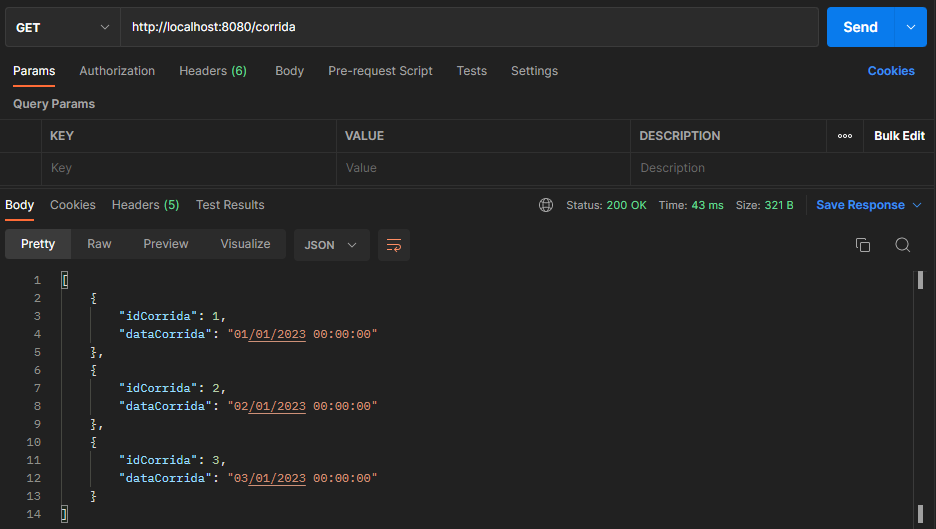 GET http://localhost:8080/corrida Send
Params Authorization Headers (6) Body Pre-request Script Tests Settings Cookies
Query Params
KEY VALUE DESCRIPTION ooo Bulk Edit
Key Value Description
Body Cookies Headers (5) Test Results Status: 200 OK Time: 43 ms Size: 321 B Save Response
Pretty Raw Preview Visualize JSON
1 [
2 {
3 "idCorrida": 1,
4 "dataCorrida": "01/01/2023 00:00:00"
5 },
6 {
7 "idCorrida": 2,
8 "dataCorrida": "02/01/2023 00:00:00"
9 },
10 {
11 "idCorrida": 3,
12 "dataCorrida": "03/01/2023 00:00:00"
13 }
14 ]